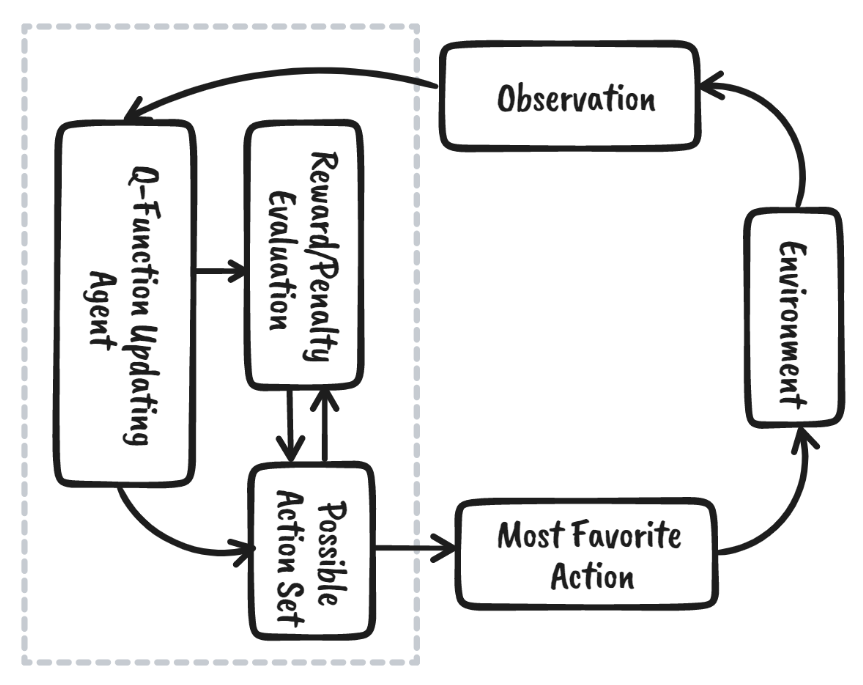 Observation
Q-Function Updating
Agent
Reward/Penalty
Evaluation
Environment
Possible
Action Set
Most Favorite
Action